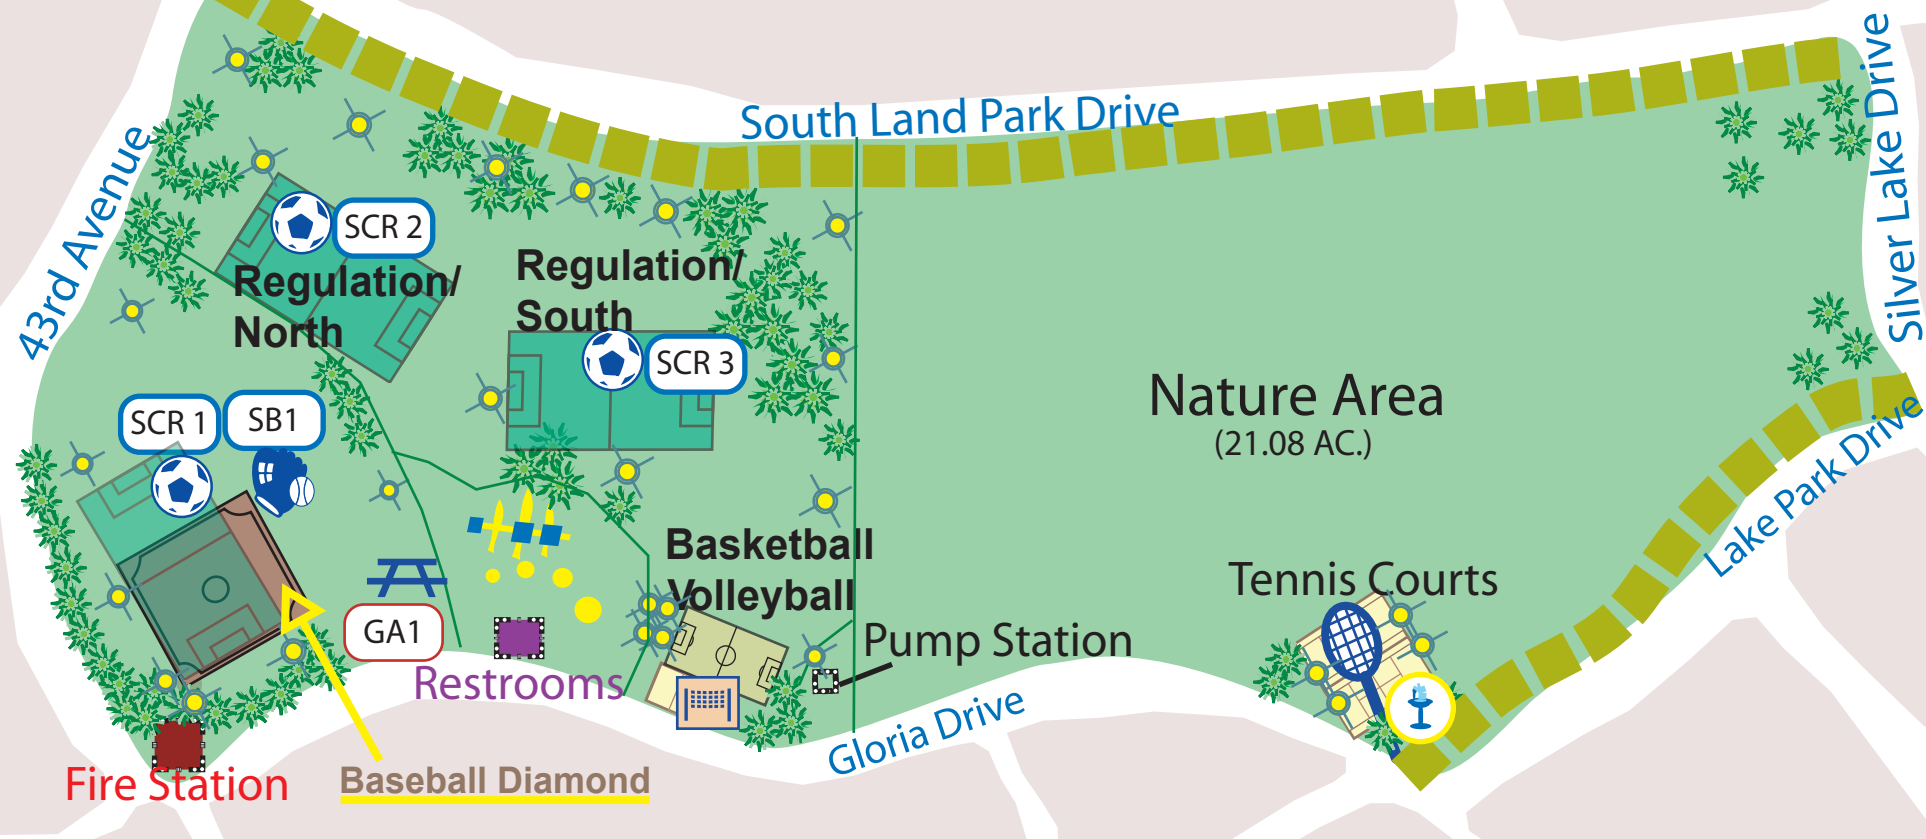 South Land Park Drive
Silver Lake Drive
43rd Avenue
SCR 2
Regulation/
North
Regulation/
South
SCR 3
Nature Area
(21.08 AC.)
SCR 1
SB1
Lake Park Drive
Basketball
Volleyball
Tennis Courts
GA1
Pump Station
Restrooms
Gloria Drive
Fire Station
Baseball Diamond